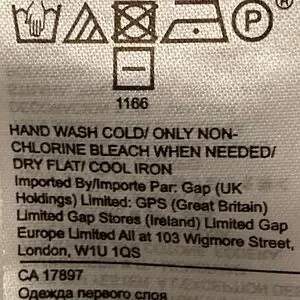 P ®
1166
HAND WASH COLD/ ONLY NON-
CHLORINE BLEACH WHEN NEEDED/
DRY FLAT/ COOL IRON
Imported By/Importe Par: Gap (UK
Holdings) Limited: GPS (Great Britain)
Limited Gap Stores (Ireland) Limited Gap
Europe Limited All at 103 Wigmore Street,
London, W1U 1QS
CA 17897
Одежда первого слоя